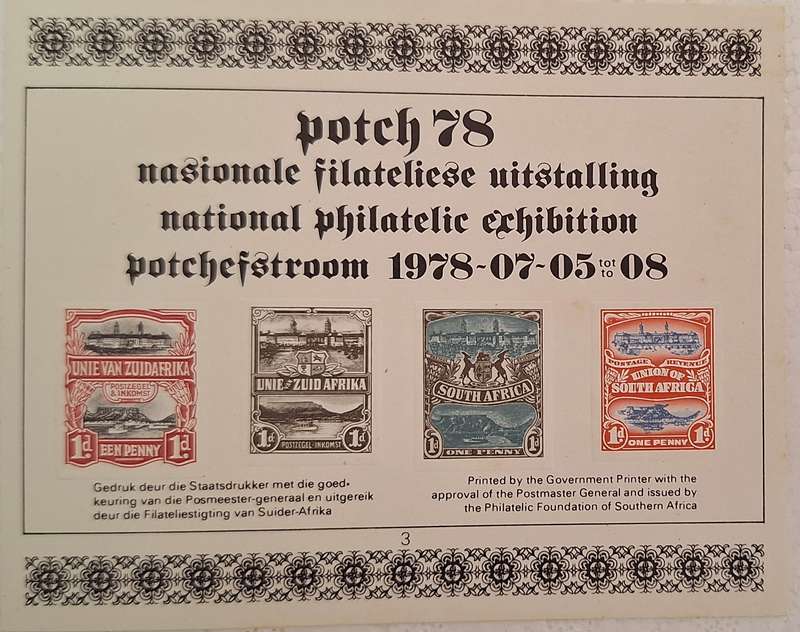 potch 78
nasionale filateliese uitstalling
national philatelic exhibition
potchefstroom 1978-07-05 tot to 08
UNIE VAN ZUIDAFRIKA
POSTZEGEL
& INKOMST
1d EEN PENNY 1d
UNIE VAN ZUID AFRIKA
1d POSTZEGEL-INKOMST 1d
SOUTH AFRICA
1d ONE PENNY 1d
POSTAGE REVENUE
UNION OF
SOUTH AFRICA
1d ONE PENNY 1d
Gedruk deur die Staatsdrukker met die goed-
keuring van die Posmeester-generaal en uitgereik
deur die Filateliestigting van Suider-Afrika
Printed by the Government Printer with the
approval of the Postmaster General and issued by
the Philatelic Foundation of Southern Africa
3